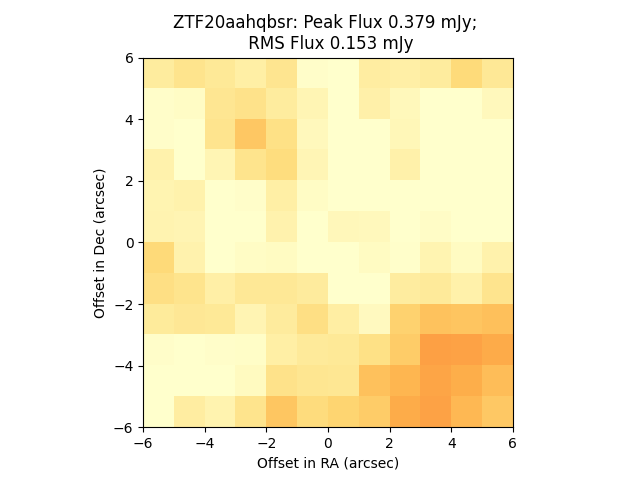 ZTF20aahqbsr: Peak Flux 0.379 mJy;
RMS Flux 0.153 mJy
6
4
2
0
−2
−4
−6
Offset in Dec (arcsec)
−6 −4 −2 0 2 4 6
Offset in RA (arcsec)